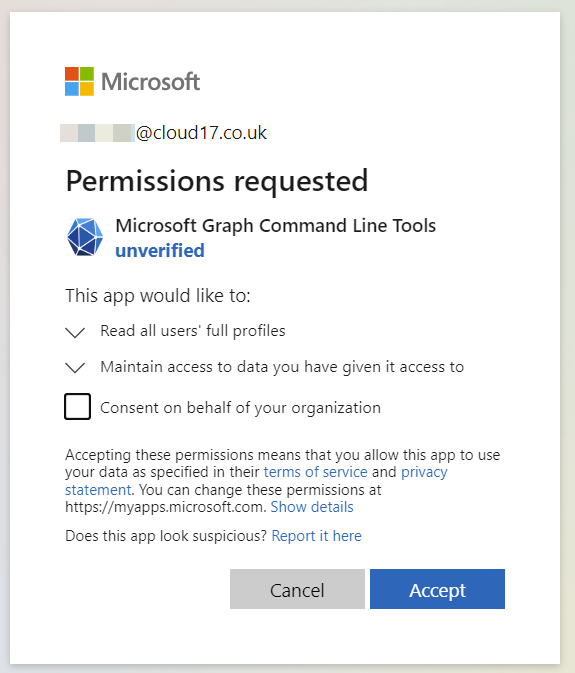 Microsoft
@cloud17.co.uk
Permissions requested
Microsoft Graph Command Line Tools
unverified
This app would like to:
Read all users' full profiles
Maintain access to data you have given it access to
Consent on behalf of your organization
Accepting these permissions means that you allow this app to use
your data as specified in their terms of service and privacy
statement. You can change these permissions at
https://myapps.microsoft.com. Show details
Does this app look suspicious? Report it here
Cancel Accept